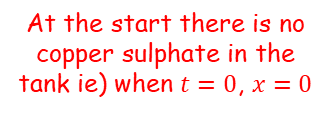 At the start there is no
copper sulphate in the
tank ie) when t = 0, x = 0